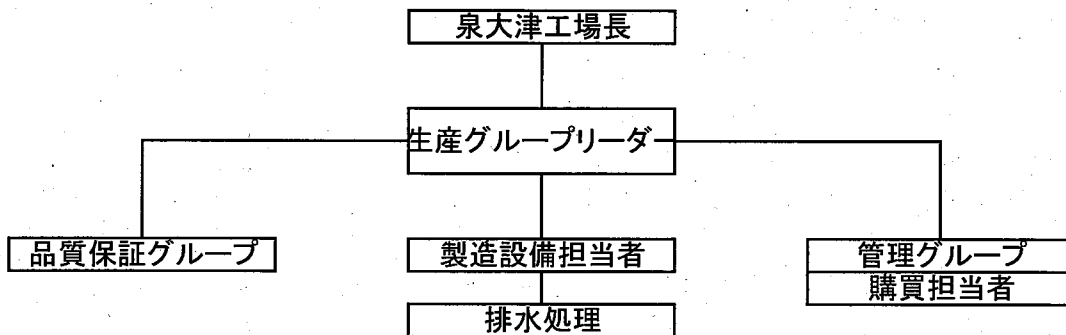 泉大津工場長
生産グループリーダー
品質保証グループ
製造設備担当者
管理グループ
購買担当者
排水処理